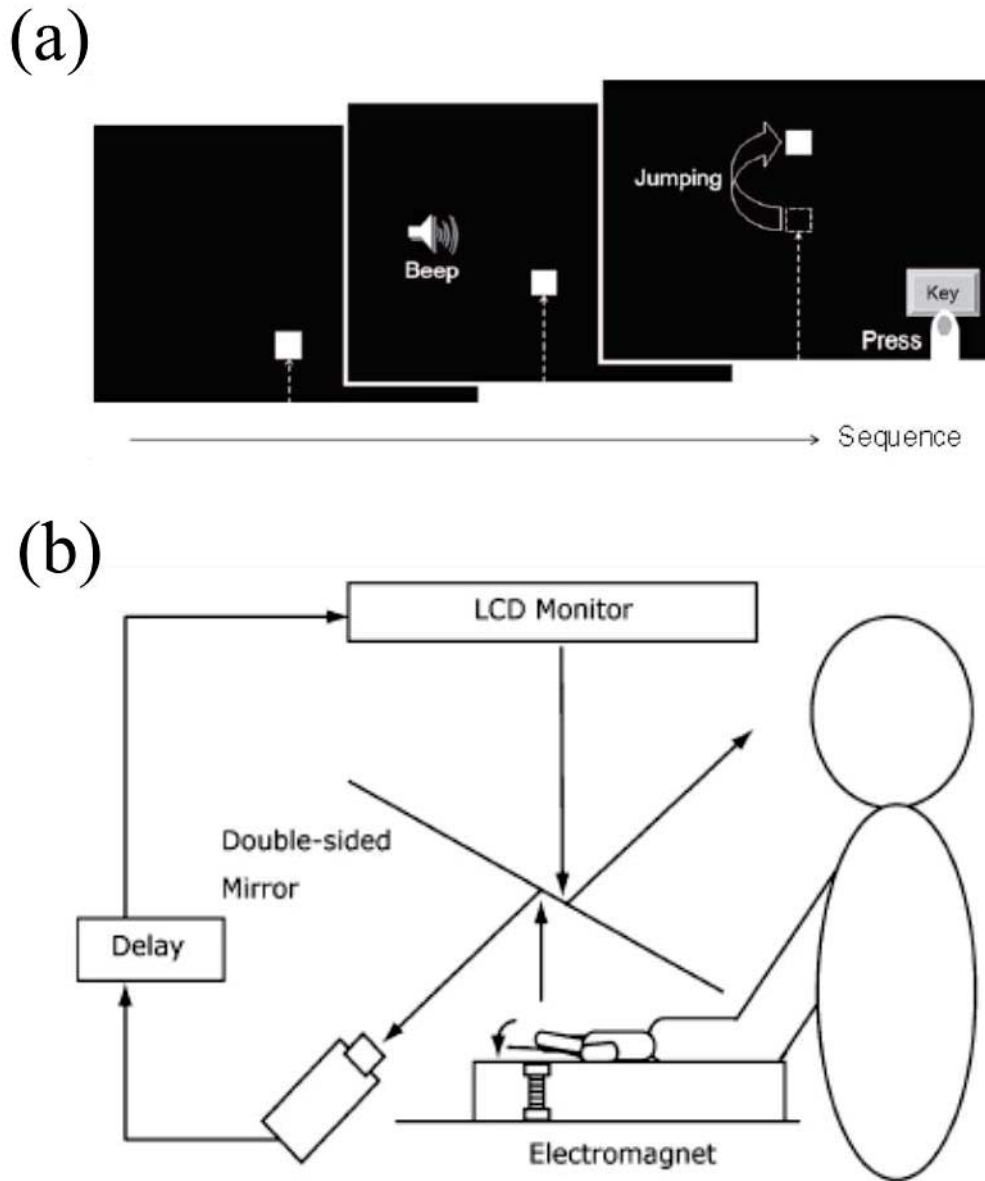 (a)
Beep
Jumping
Key
Press
Sequence
(b)
LCD Monitor
Double-sided
Mirror
Delay
Electromagnet